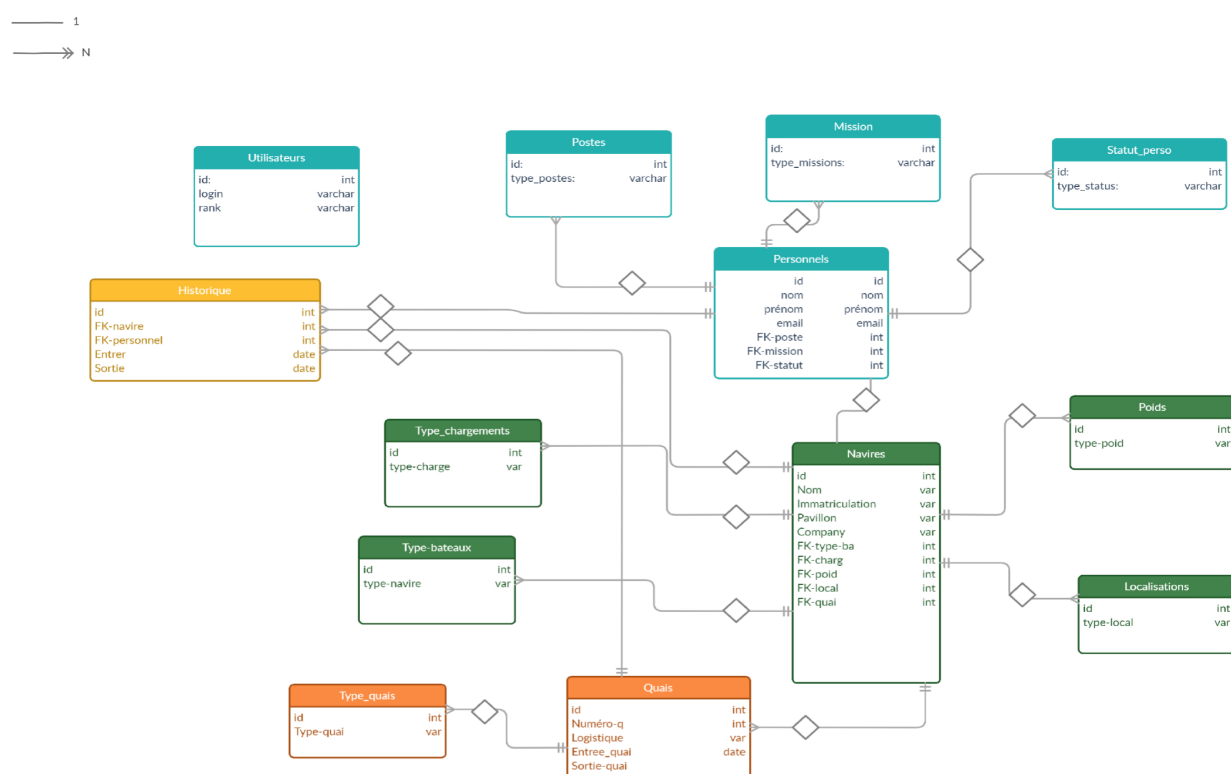 1
N
Mission
id: int
type_missions: varchar
Postes
id: int
type_postes: varchar
Statut_perso
id: int
type_status: varchar
Utilisateurs
id: int
login varchar
rank varchar
Personnels
id id
nom nom
prénom prénom
email email
FK-poste int
FK-mission int
FK-statut int
Historique
id int
FK-navire int
FK-personnel int
Entrer date
Sortie date
Type_chargements
id int
type-charge var
Poids
id int
type-poid var
Navires
id int
Nom var
Immatriculation var
Pavillon var
Company var
FK-type-ba int
FK-charg int
FK-poid int
FK-local int
FK-quai int
Type-bateaux
id int
type-navire var
Localisations
id int
type-local var
Type_quais
id int
Type-quai var
Quais
id int
Numéro-q int
Logistique var
Entree_quai date
Sortie-quai